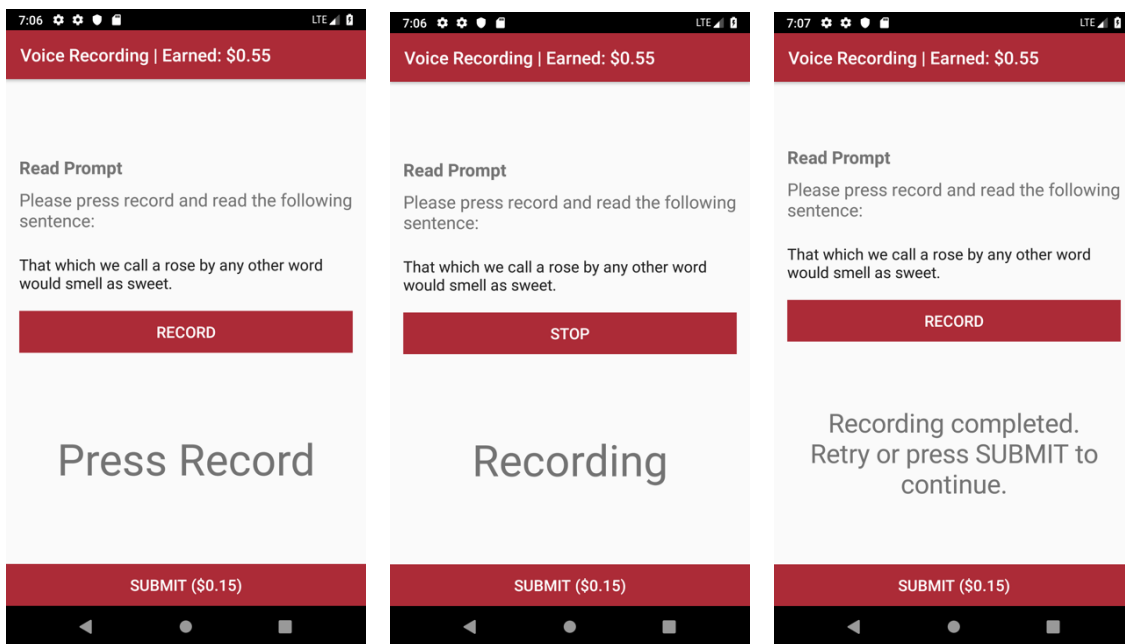 7:06 LTE
Voice Recording | Earned: $0.55
Read Prompt
Please press record and read the following
sentence:
That which we call a rose by any other word
would smell as sweet.
RECORD
Press Record
SUBMIT ($0.15)
7:06 LTE
Voice Recording | Earned: $0.55
Read Prompt
Please press record and read the following
sentence:
That which we call a rose by any other word
would smell as sweet.
STOP
Recording
SUBMIT ($0.15)
7:07 LTE
Voice Recording | Earned: $0.55
Read Prompt
Please press record and read the following
sentence:
That which we call a rose by any other word
would smell as sweet.
RECORD
Recording completed.
Retry or press SUBMIT to
continue.
SUBMIT ($0.15)